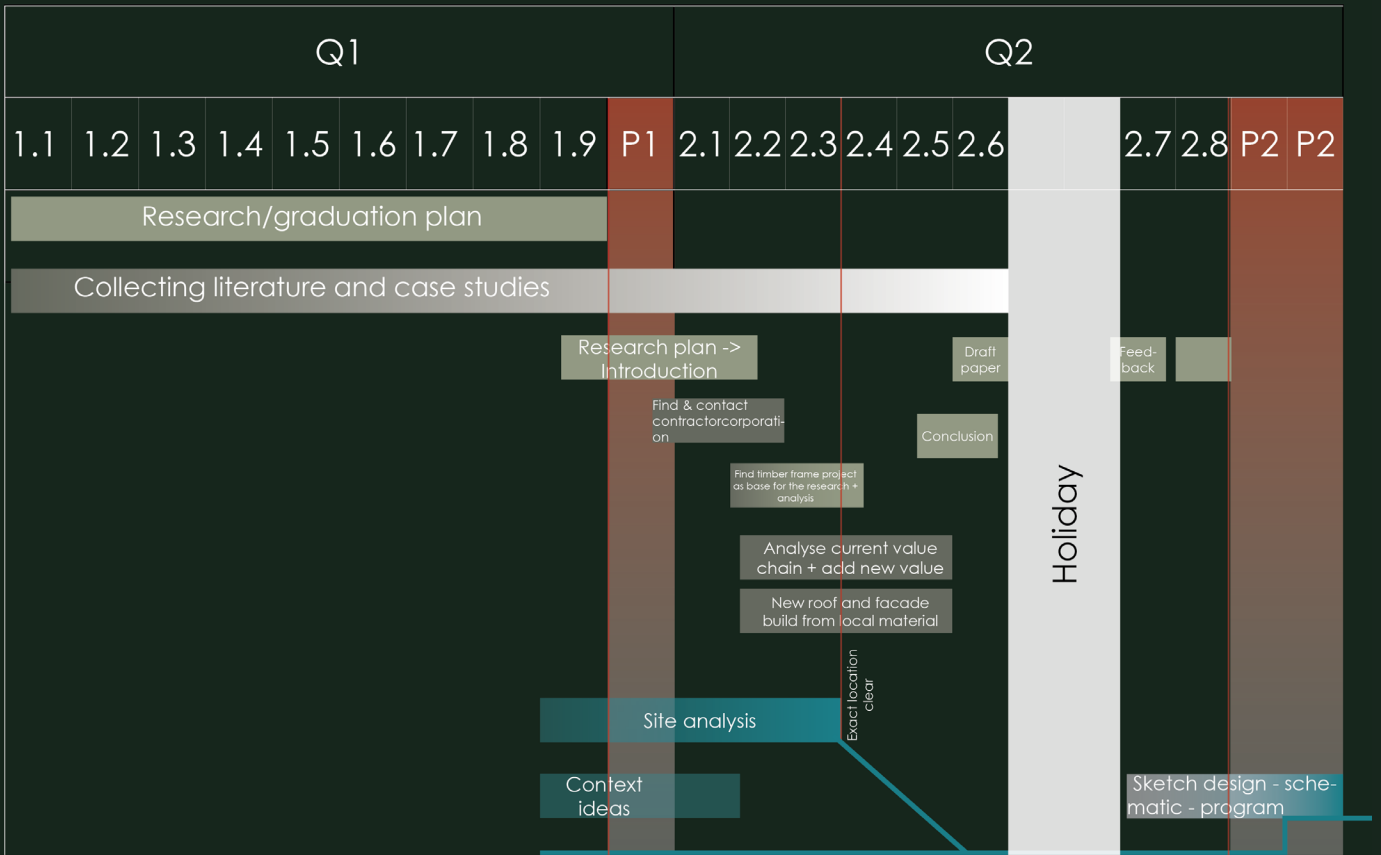 Q1
Q2
1.1
1.2
1.3
1.4
1.5
1.6
1.7
1.8
1.9
P1
2.1
2.2
2.3
2.4
2.5
2.6
2.7
2.8
P2
P2
Research/graduation plan
Collecting literature and case studies
Research plan ->
Introduction
Draft
paper
Feed-
back
Find & contact
contractorcorporati-
on
Conclusion
Find timber frame project
as base for the research +
analysis
Holiday
Analyse current value
chain + add new value
New roof and facade
build from local material
Exact location
clear
Site analysis
Context
ideas
Sketch design - sche-
matic - program